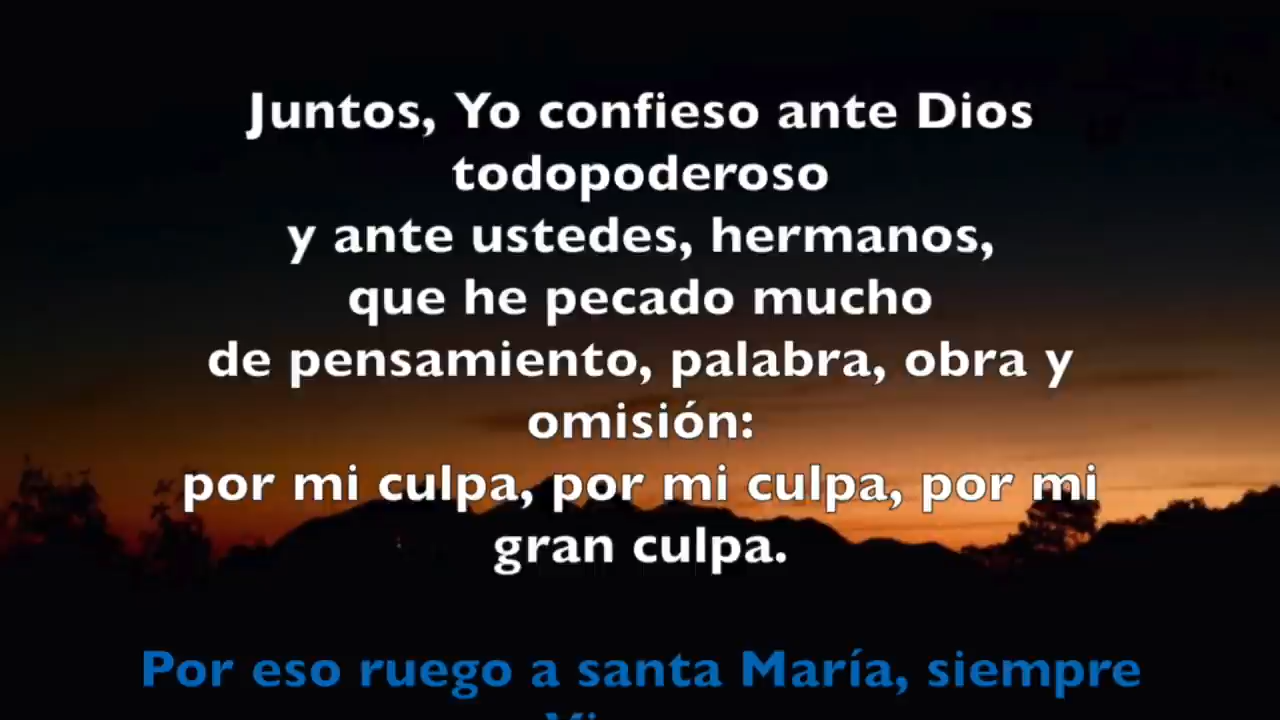 Juntos, Yo confieso ante Dios
todopoderoso
y ante ustedes, hermanos,
que he pecado mucho
de pensamiento, palabra, obra y
omisión:
por mi culpa, por mi culpa, por mi
gran culpa.
Por eso ruego a santa María, siempre